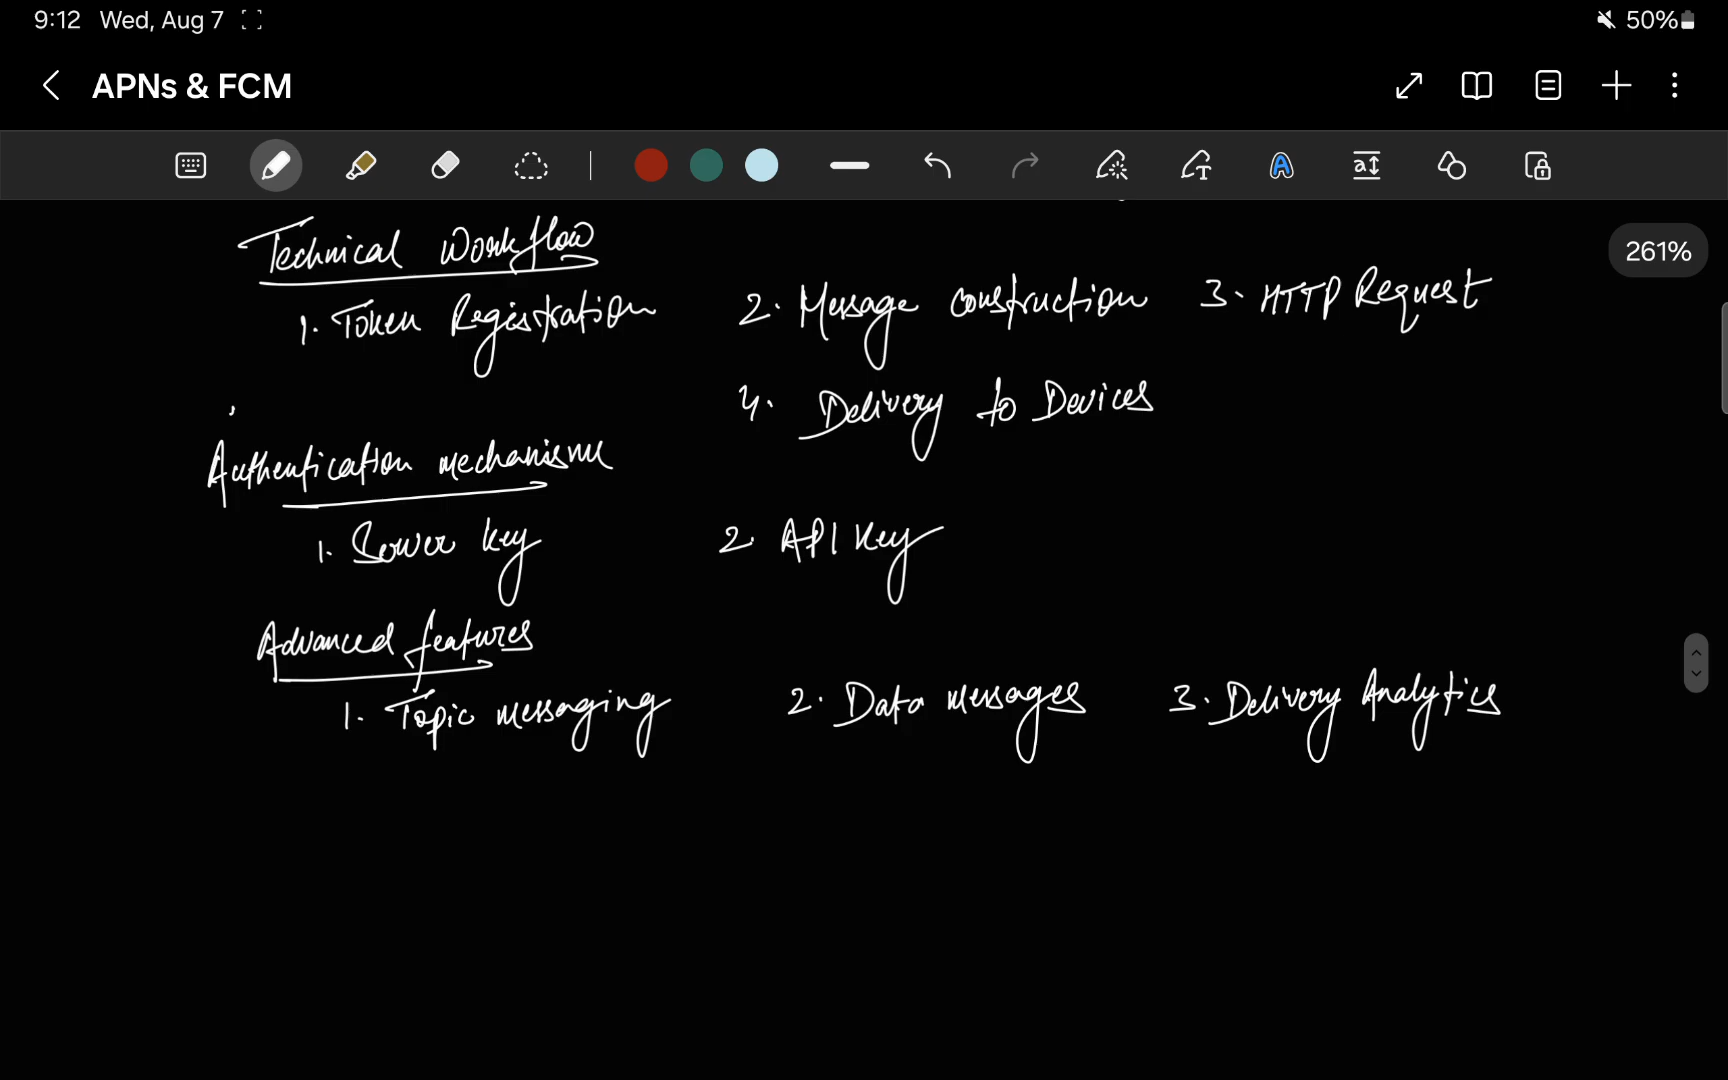 9:12 Wed, Aug 7 50%
APNs & FCM
261%
Technical Workflow
1. Token Registration 2. Message construction 3. HTTP Request
4. Delivery to Devices
Authentication mechanism
1. Server key 2. API Key
Advanced features
1. Topic messaging 2. Data messages 3. Delivery Analytics